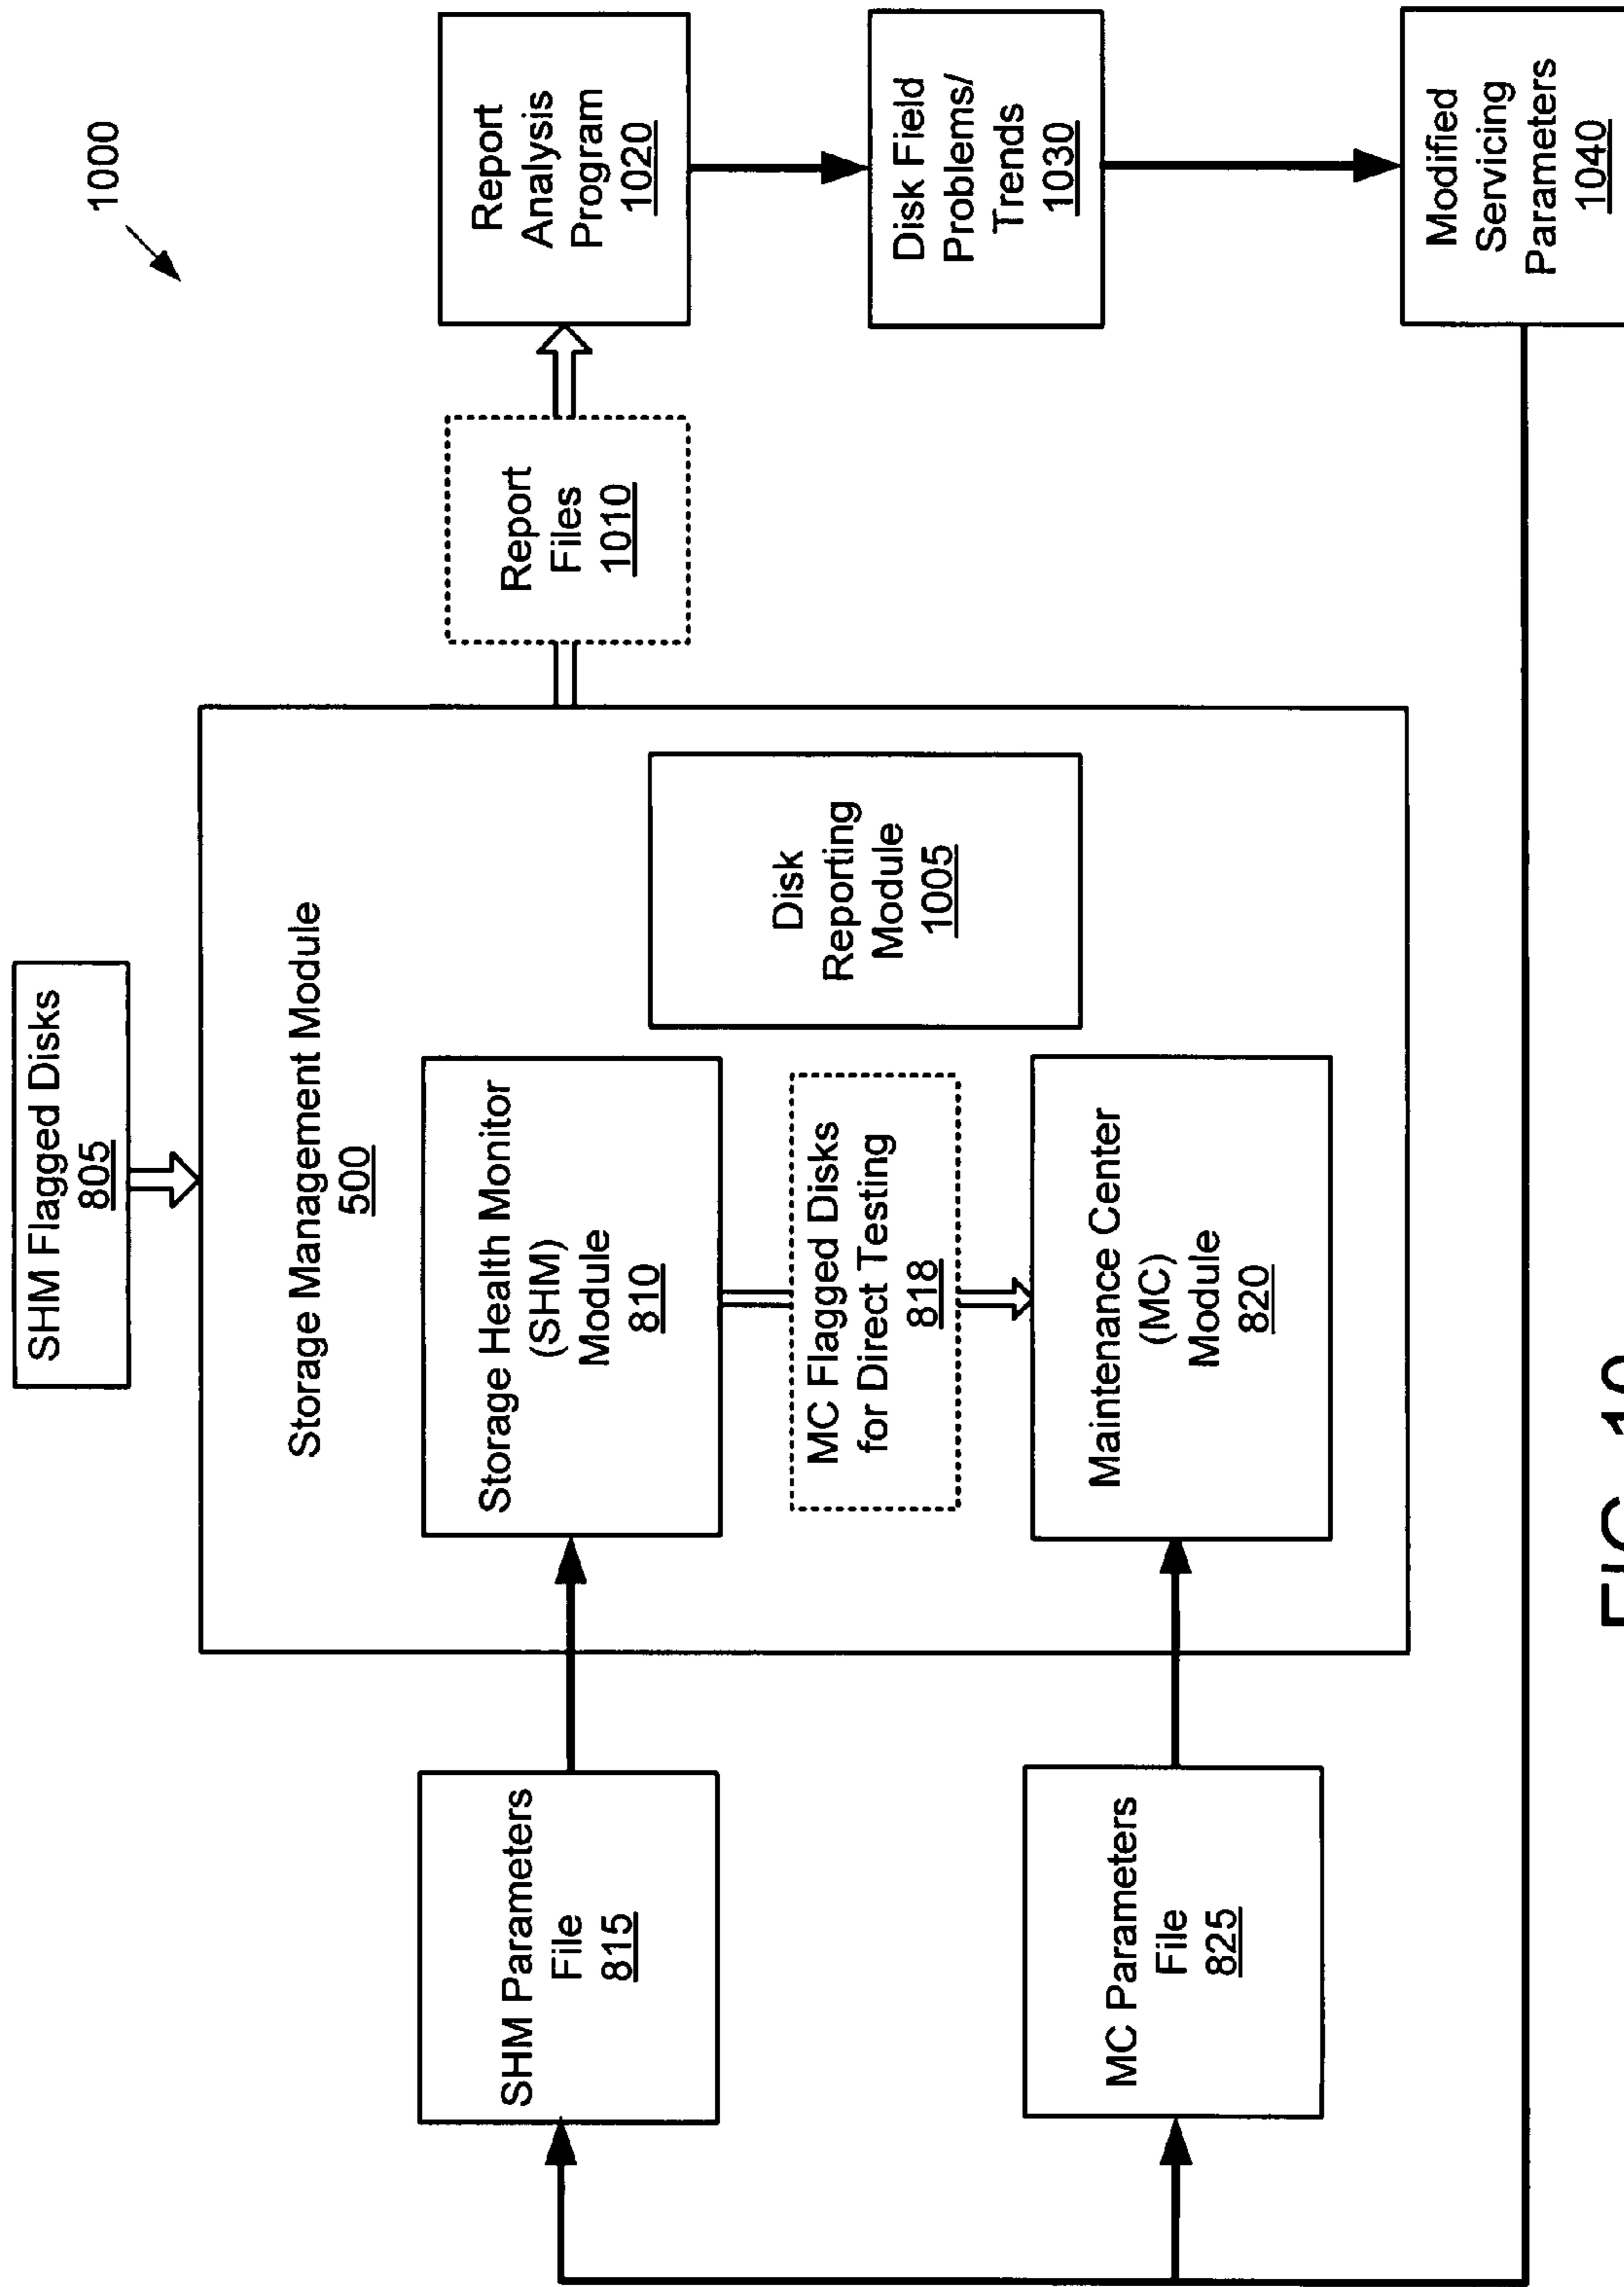 SHM Flagged Disks
805
1000
Storage Management Module
500
SHM Parameters
File
815
Storage Health Monitor
(SHM)
Module
810
Report
Files
1010
Report
Analysis
Program
1020
MC Flagged Disks
for Direct Testing
818
Disk
Reporting
Module
1005
Disk Field
Problems/
Trends
1030
MC Parameters
File
825
Maintenance Center
(MC)
Module
820
Modified
Servicing
Parameters
1040
FIG. 10